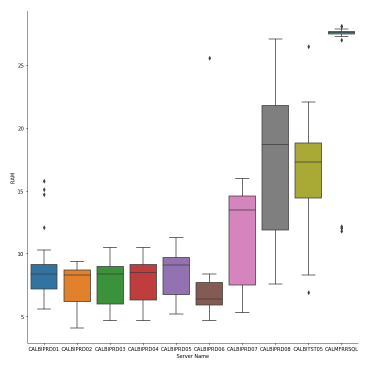 25
20
15
10
5
RAM
CALBIPRD01 CALBIPRD02 CALBIPRD03 CALBIPRD04 CALBIPRD05 CALBIPRD06 CALBIPRD07 CALBIPRD08 CALBITST05 CALMFRRSQL
Server Name